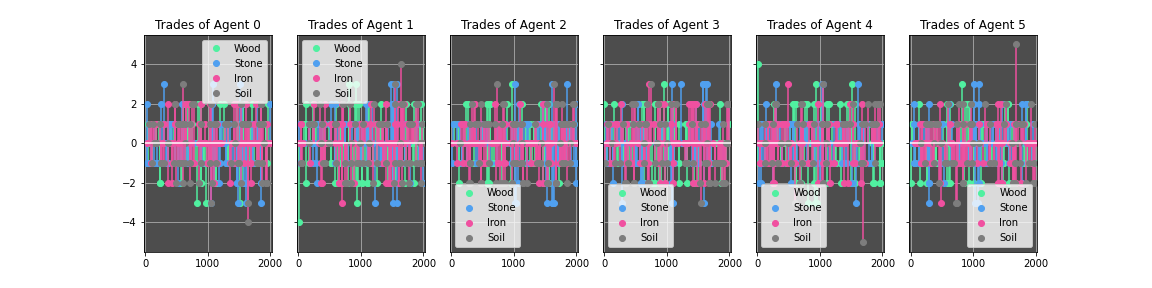 Trades of Agent 0 Trades of Agent 1 Trades of Agent 2 Trades of Agent 3 Trades of Agent 4 Trades of Agent 5
Wood
Stone
Iron
Soil
Wood
Stone
Iron
Soil
Wood
Stone
Iron
Soil
Wood
Stone
Iron
Soil
Wood
Stone
Iron
Soil
Wood
Stone
Iron
Soil
4
2
0
−2
−4
0 1000 2000 0 1000 2000 0 1000 2000 0 1000 2000 0 1000 2000 0 1000 2000